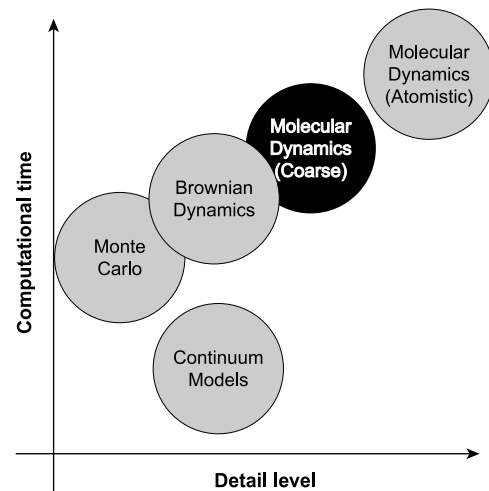 Molecular
Dynamics
(Atomistic)
Molecular
Dynamics
(Coarse)
Brownian
Dynamics
Monte
Carlo
Continuum
Models
Computational time
Detail level